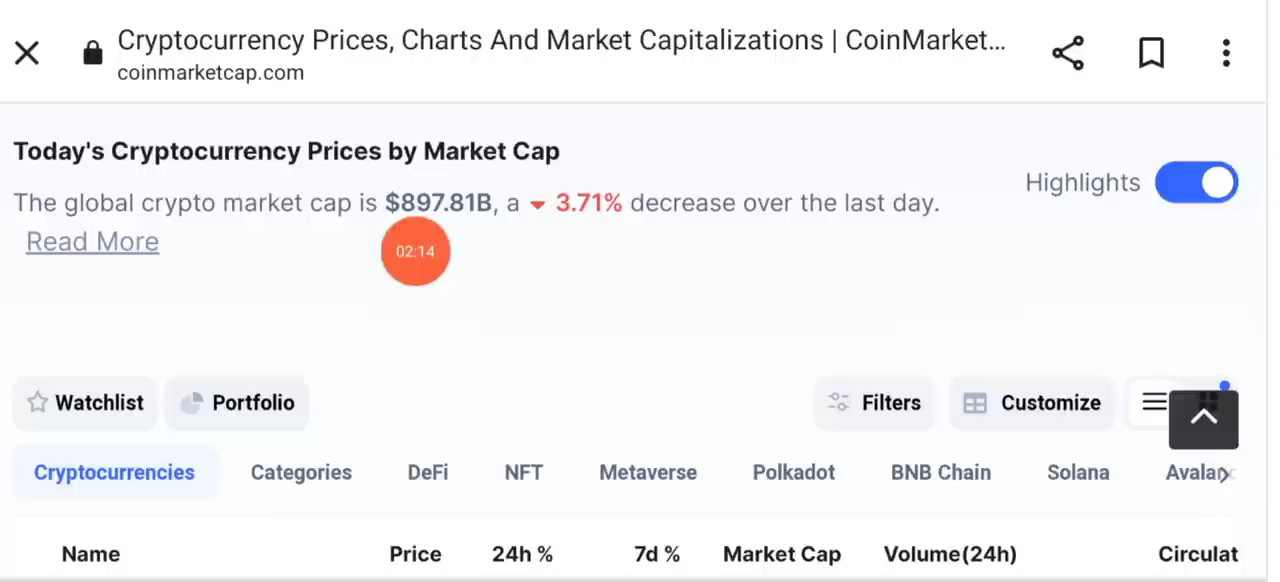 Cryptocurrency Prices, Charts And Market Capitalizations | CoinMarket...
coinmarketcap.com
Today's Cryptocurrency Prices by Market Cap
Highlights
The global crypto market cap is $897.81B, a 3.71% decrease over the last day.
Read More
02:14
Watchlist Portfolio Filters Customize
Cryptocurrencies Categories DeFi NFT Metaverse Polkadot BNB Chain Solana Avalanc
Name Price 24h % 7d % Market Cap Volume(24h) Circulat